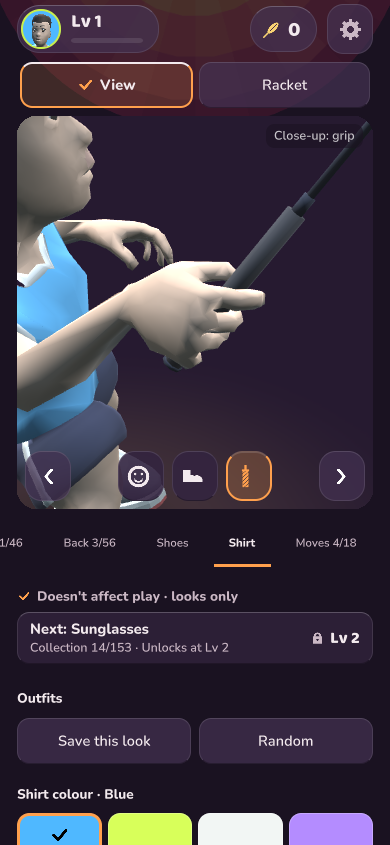 Lv 1
0
View
Racket
Close-up: grip
1/46
Back 3/56
Shoes
Shirt
Moves 4/18
Doesn't affect play · looks only
Next: Sunglasses
Collection 14/153 · Unlocks at Lv 2
Lv 2
Outfits
Save this look
Random
Shirt colour · Blue